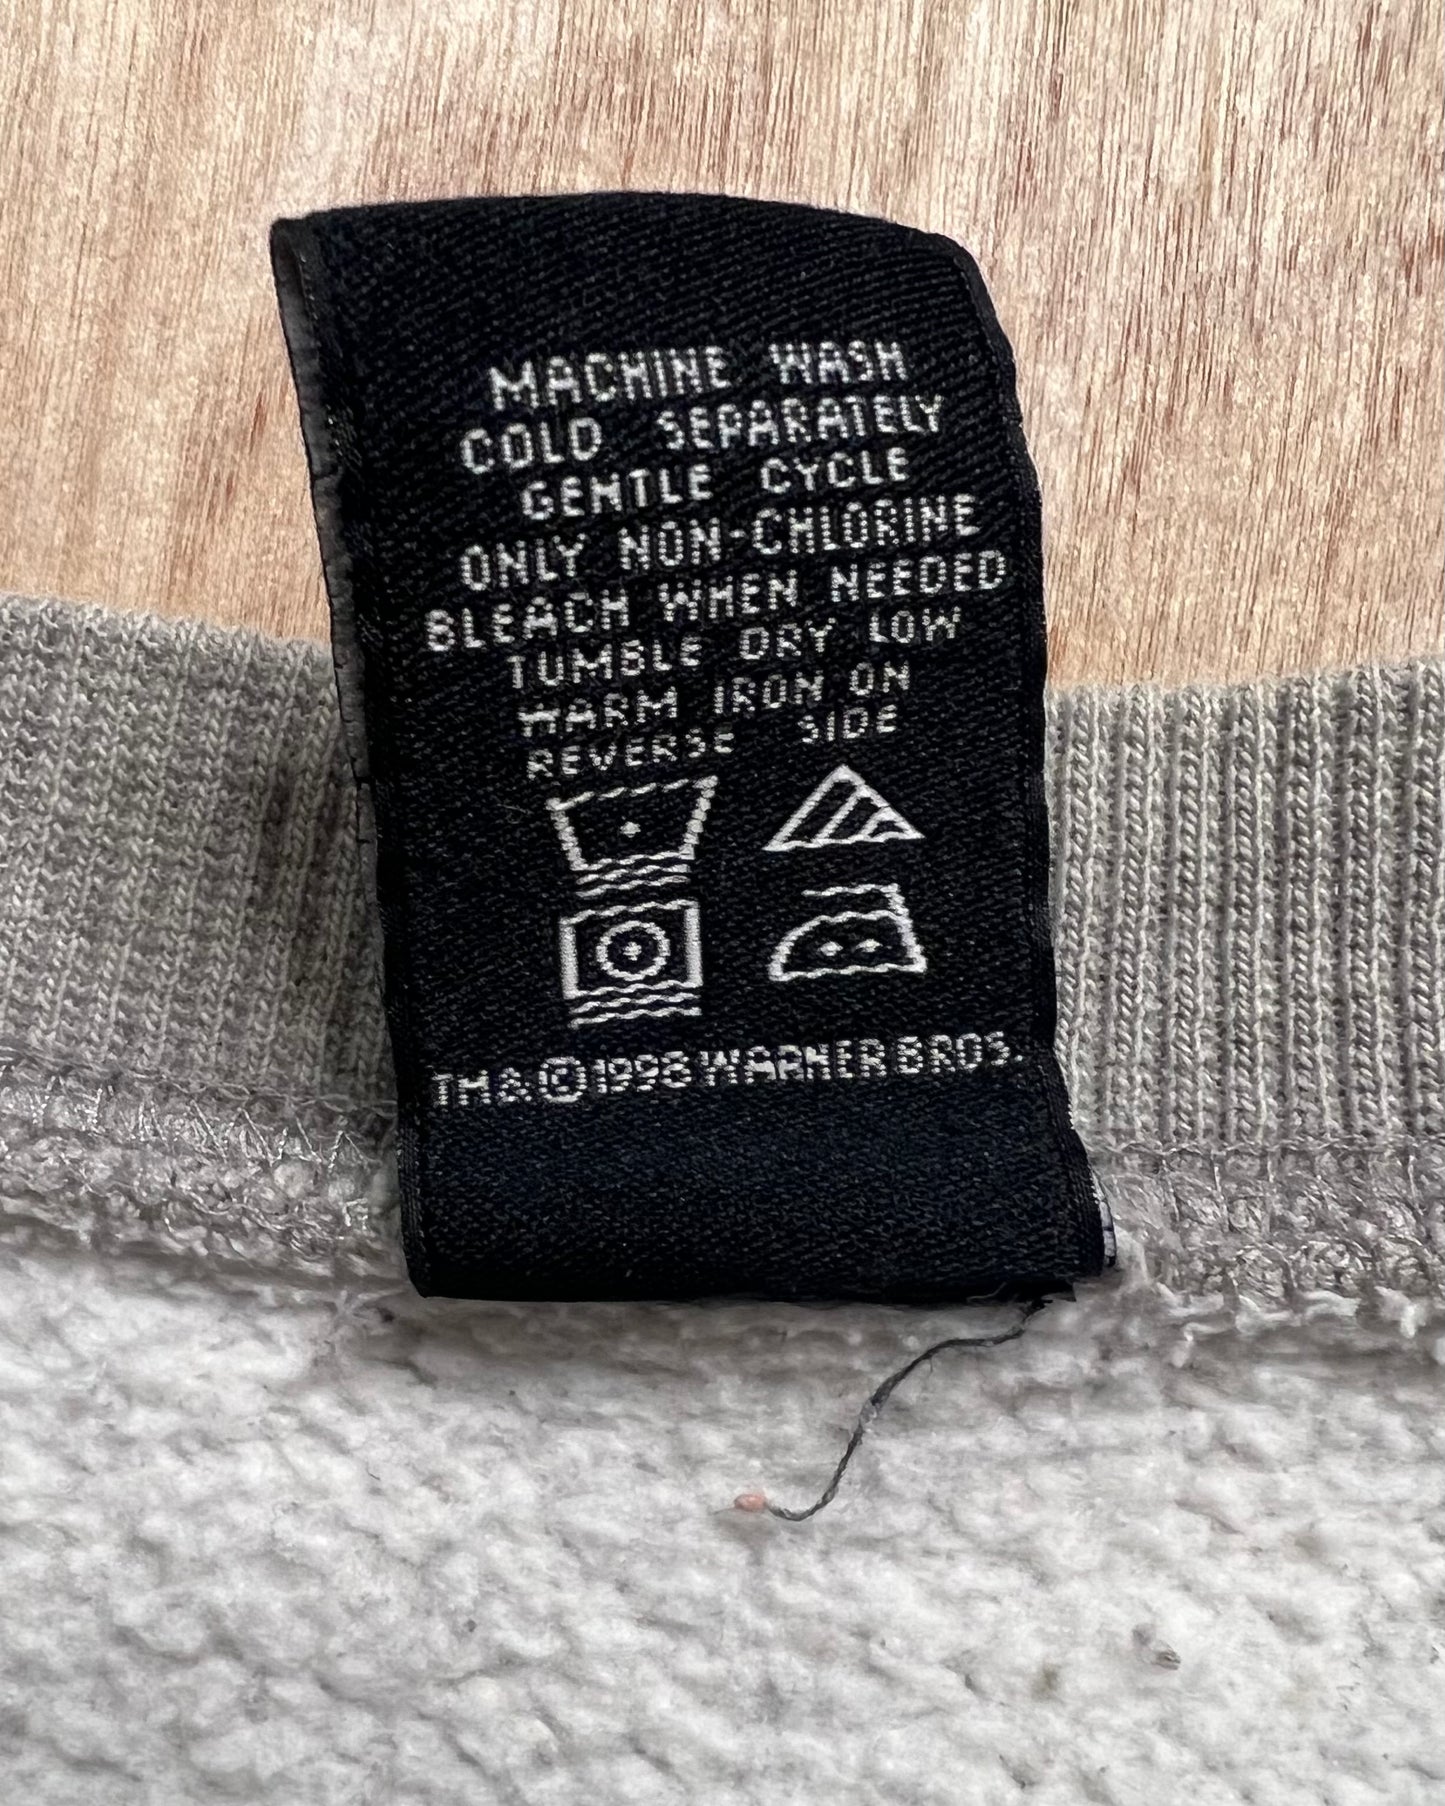 MACHINE WASH
COLD SEPARATELY
GENTLE CYCLE
ONLY NON-CHLORINE
BLEACH WHEN NEEDED
TUMBLE DRY LOW
WARM IRON ON
REVERSE SIDE
TM & © 1998 WARNER BROS.